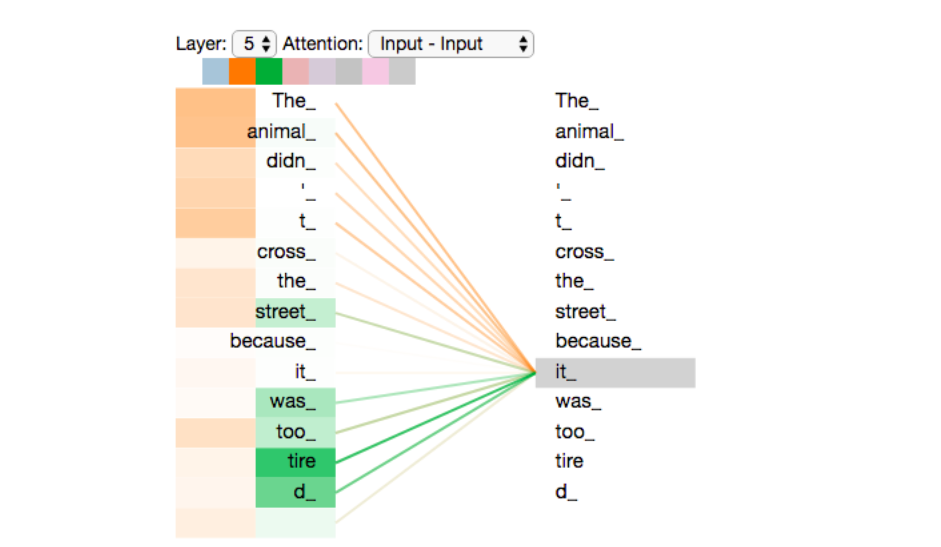 Layer: 5 Attention: Input - Input
The_ The_
animal_ animal_
didn_ didn_
'_ '_
t_ t_
cross_ cross_
the_ the_
street_ street_
because_ because_
it_ it_
was_ was_
too_ too_
tire tire
d_ d_